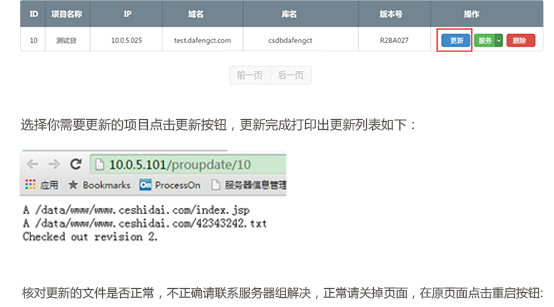 ID 项目名称 IP 域名 库名 版本号 操作
10 测试贷 10.0.5.025 test.dafengct.com csdbdafengct R2BA027 更新 服务 删除
前一页 后一页
选择你需要更新的项目点击更新按钮，更新完成打印出更新列表如下：
10.0.5.101/proupdate/10
应用 Bookmarks On ProcessOn 服务器信息管理
A /data/www/www.ceshidai.com/index.jsp
A /data/www/www.ceshidai.com/42343242.txt
Checked out revision 2.
核对更新的文件是否正常，不正确请联系服务器组解决，正常请关掉页面，在原页面点击重启按钮: